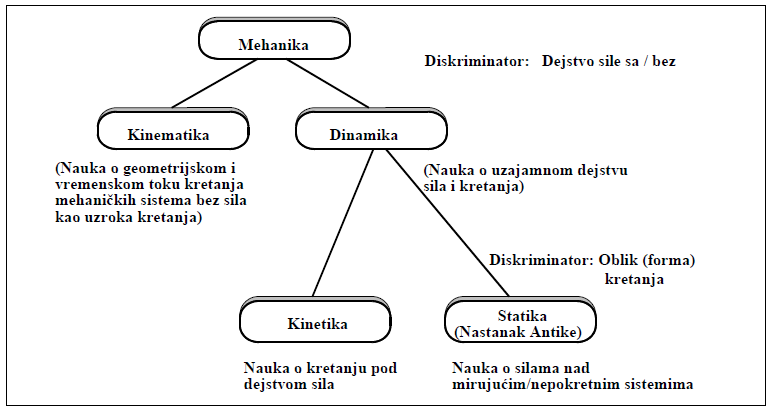 Mehanika
Diskriminator: Dejstvo sile sa / bez
Kinematika
Dinamika
(Nauka o geometrijskom i
vremenskom toku kretanja
mehaničkih sistema bez sila
kao uzroka kretanja)
(Nauka o uzajamnom dejstvu
sila i kretanja)
Diskriminator: Oblik (forma)
kretanja
Kinetika
Statika
(Nastanak Antike)
Nauka o kretanju pod
dejstvom sila
Nauka o silama nad
mirujućim/nepokretnim sistemima